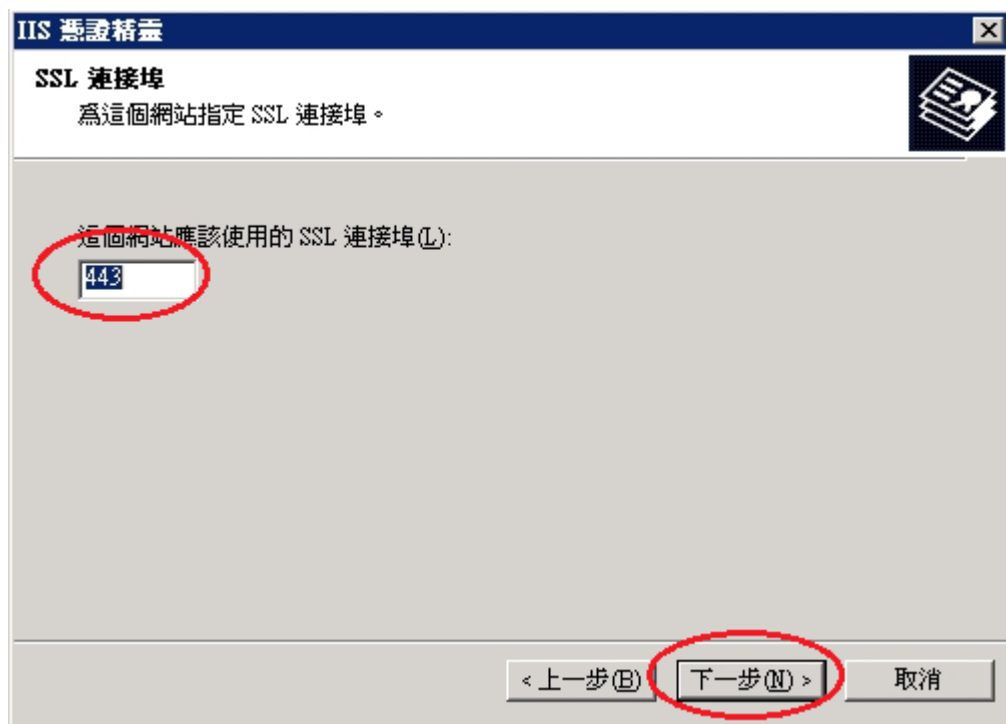 IIS 憑證精靈
SSL 連接埠
為這個網站指定 SSL 連接埠。
這個網站應該使用的 SSL 連接埠(L):
443
< 上一步(B)
下一步(N) >
取消